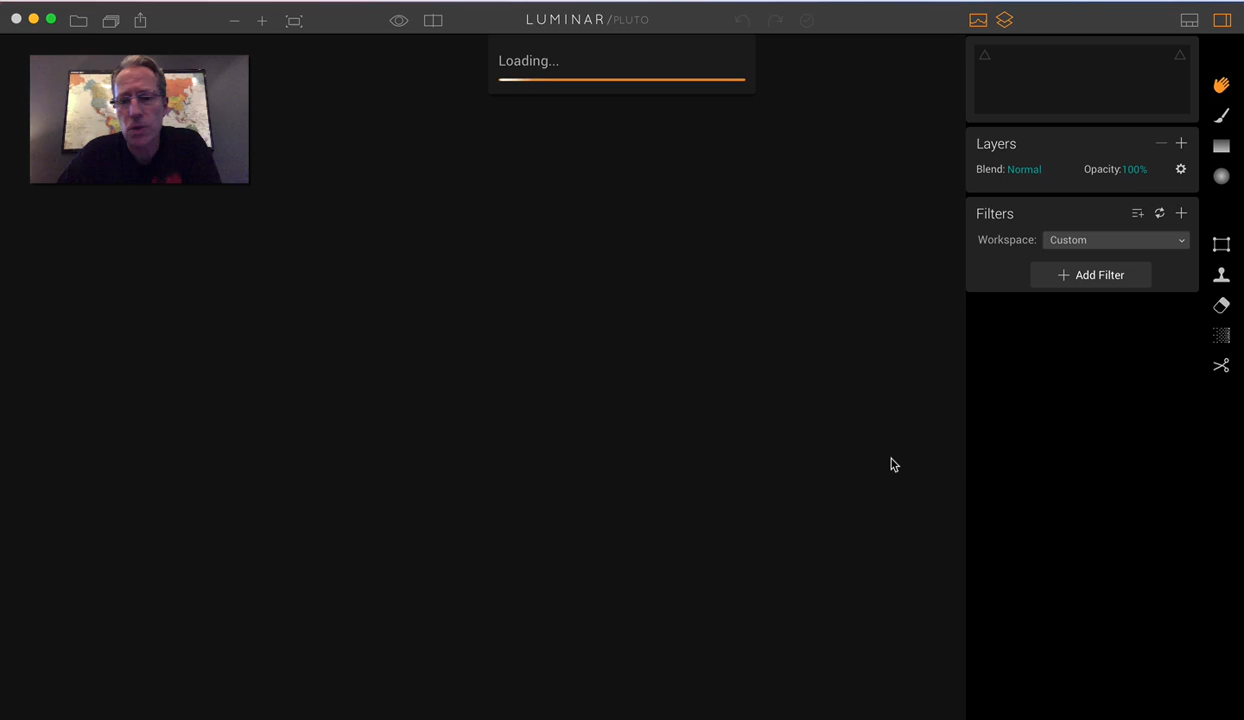 LUMINAR/PLUTO
Loading...
Layers
Blend: Normal Opacity:100%
Filters
Workspace: Custom
Add Filter